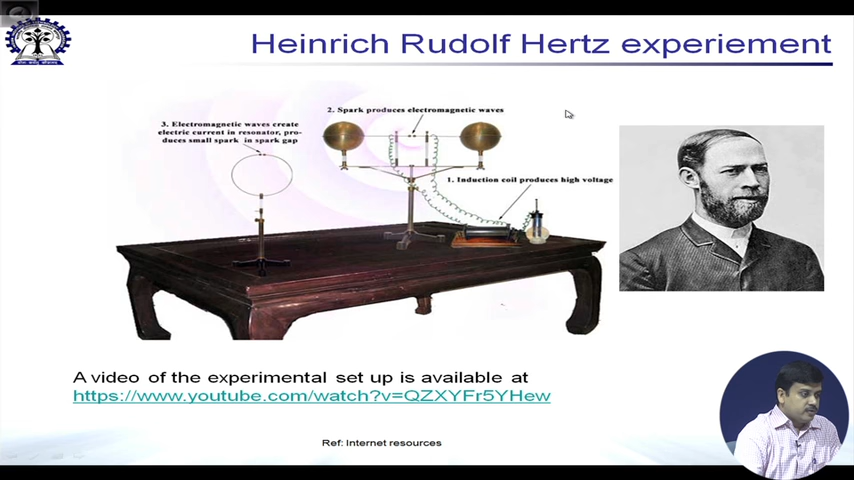 Heinrich Rudolf Hertz experiement
2. Spark produces electromagnetic waves
3. Electromagnetic waves create
electric current in resonator, pro-
duces small spark in spark gap
1. Induction coil produces high voltage
A video of the experimental set up is available at
https://www.youtube.com/watch?v=QZXYFr5YHew
Ref: Internet resources